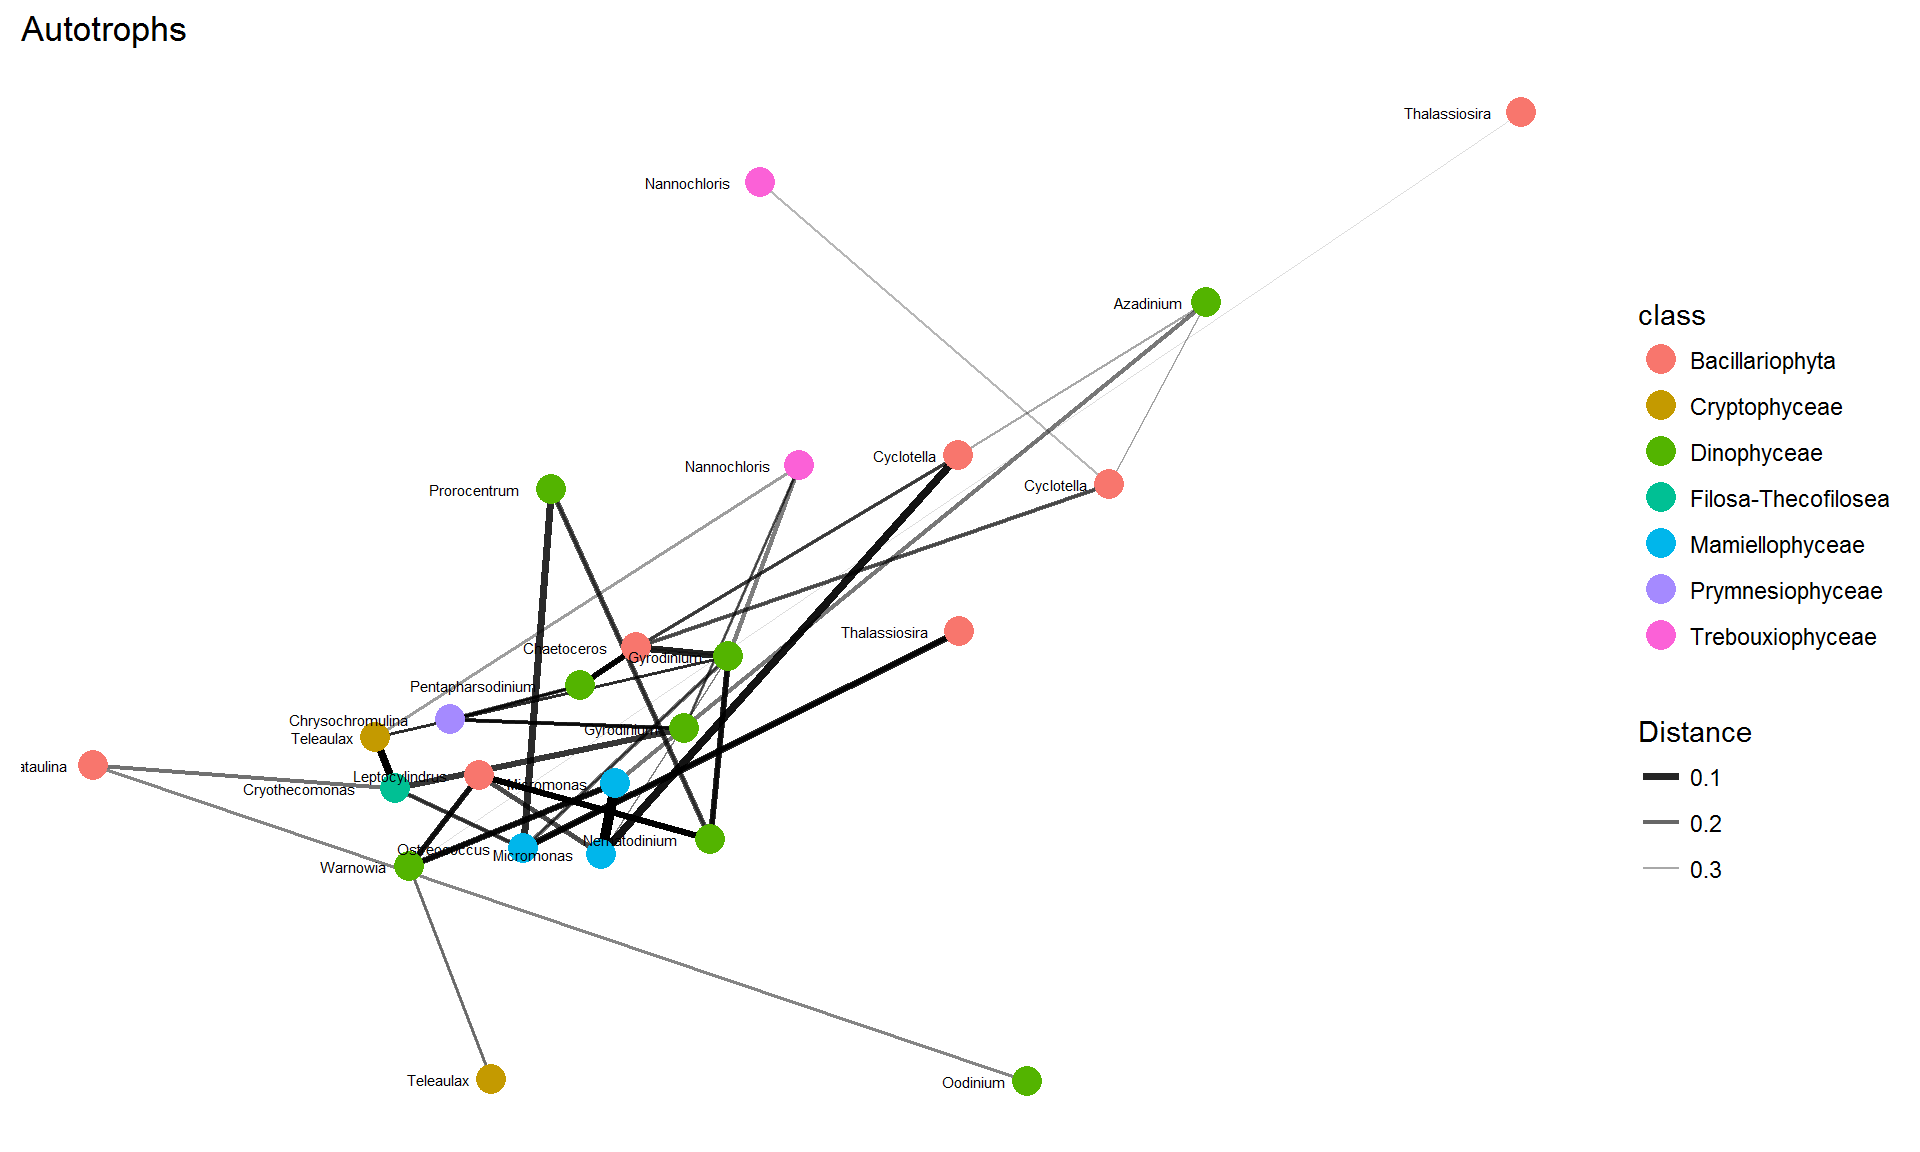 Autotrophs
Thalassiosira
Nannochloris
Azadinium
Cyclotella
Nannochloris
Cyclotella
Prorocentrum
Thalassiosira
Chaetoceros
Gyrodinium
Pentapharsodinium
Chrysochromulina
Gyrodinium
Teleaulax
ataulina
Leptocylindrus
Micromonas
Cryothecomonas
Nematodinium
Ostreococcus
Micromonas
Warnowia
Teleaulax
Oodinium
class
Bacillariophyta
Cryptophyceae
Dinophyceae
Filosa-Thecofilosea
Mamiellophyceae
Prymnesiophyceae
Trebouxiophyceae
Distance
0.1
0.2
0.3